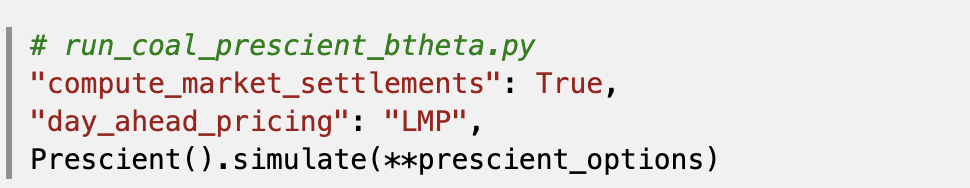 # run_coal_prescient_btheta.py
"compute_market_settlements": True,
"day_ahead_pricing": "LMP",
Prescient().simulate(**prescient_options)